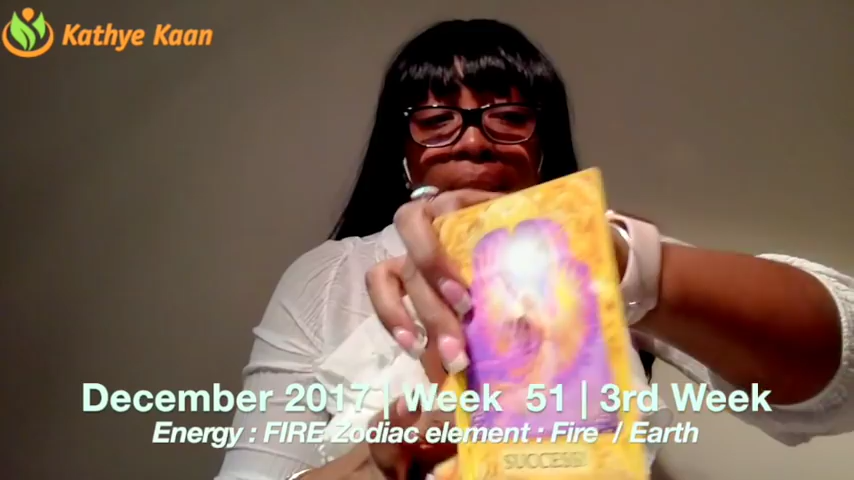 Kathye Kaan
December 2017 | Week 51 | 3rd Week
Energy : FIRE Zodiac element : Fire / Earth
SUCCESS!